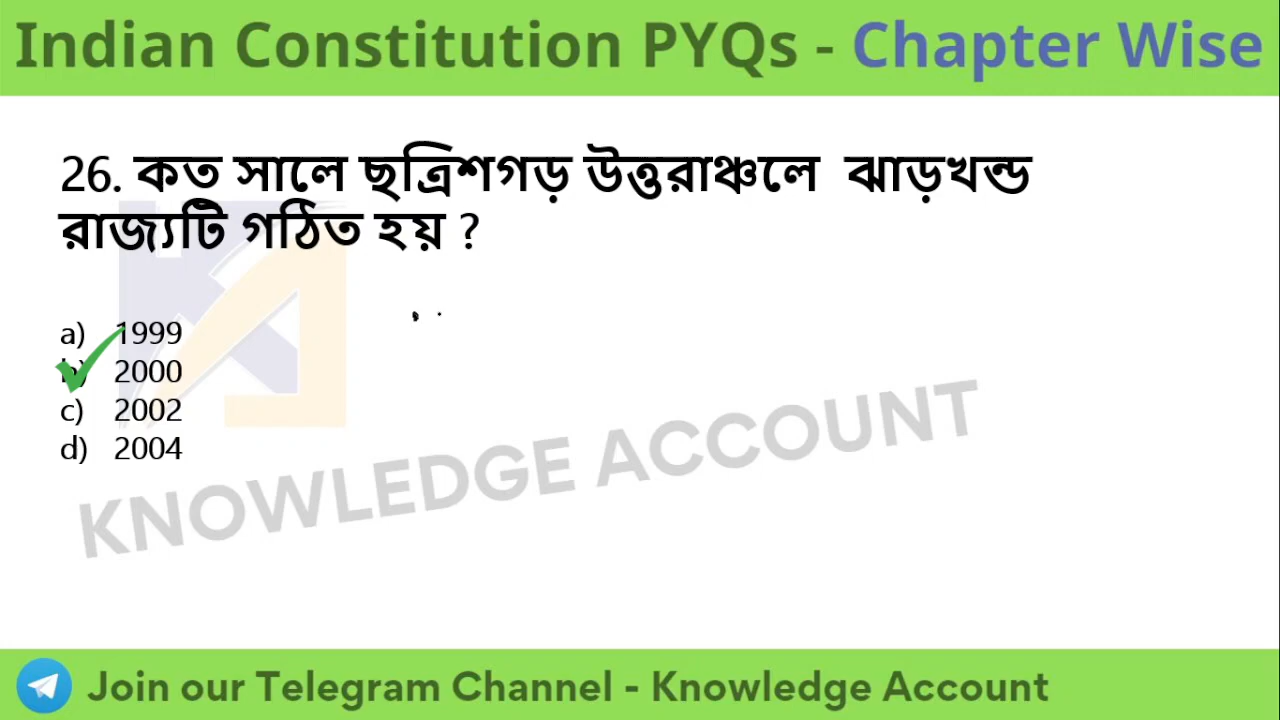 Indian Constitution PYQs - Chapter Wise
26. কত সালে ছত্রিশগড় উত্তরাঞ্চলে ঝাড়খন্ড
রাজ্যটি গঠিত হয় ?
a) 1999
b) 2000
c) 2002
d) 2004
KNOWLEDGE ACCOUNT
Join our Telegram Channel - Knowledge Account